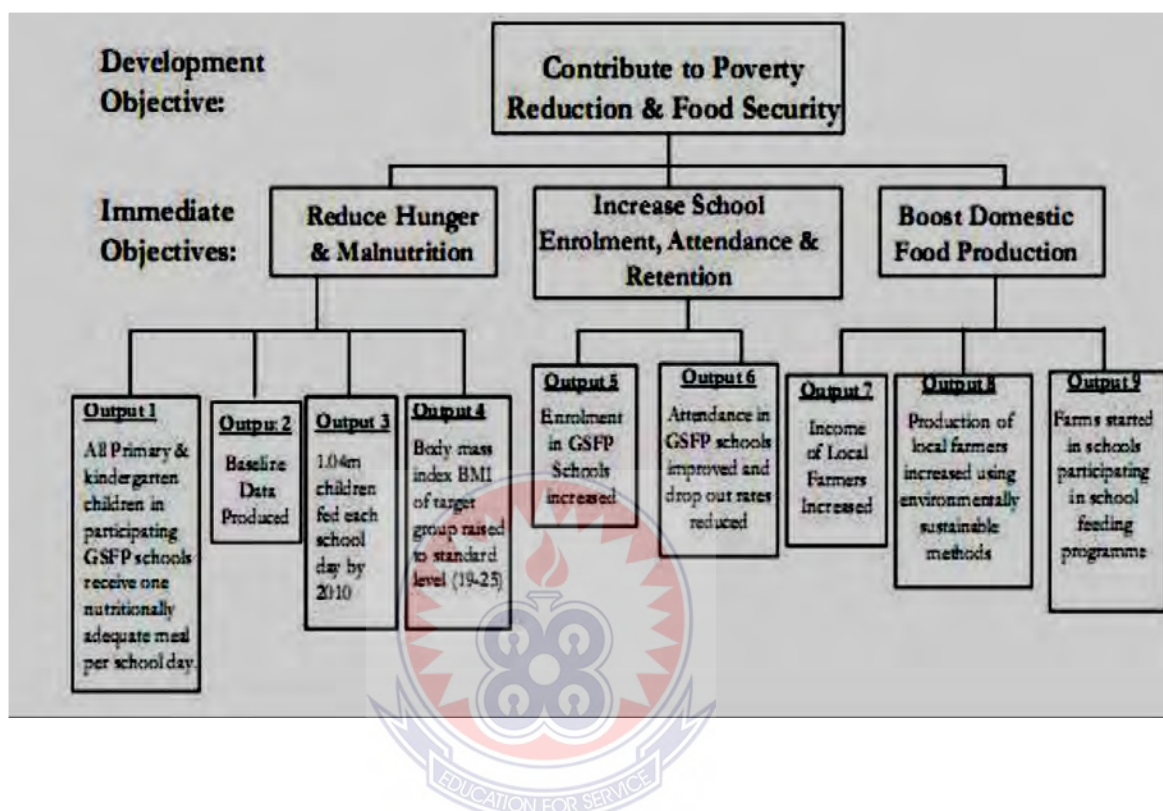 Development
Objective:
Contribute to Poverty
Reduction & Food Security
Immediate
Objectives:
Reduce Hunger
& Malnutrition
Increase School
Enrolment, Attendance &
Retention
Boost Domestic
Food Production
Output 1
All Primary &
kindergarten
children in
participating
GSFP schools
receive one
nutritionally
adequate meal
per school day.
Output 2
Baseline
Data
Produced
Output 3
1.04m
children
fed each
school
day by
2010
Output 4
Body mass
index BMI
of target
group raised
to standard
level (19-25)
Output 5
Enrolment
in GSFP
Schools
increased
Output 6
Attendance in
GSFP schools
improved and
drop out rates
reduced
Output 7
Income
of Local
Farmers
Increased
Output 8
Production of
local farmers
increased using
environmentally
sustainable
methods
Output 9
Farms started
in schools
participating
in school
feeding
programme
EDUCATION FOR SERVICE